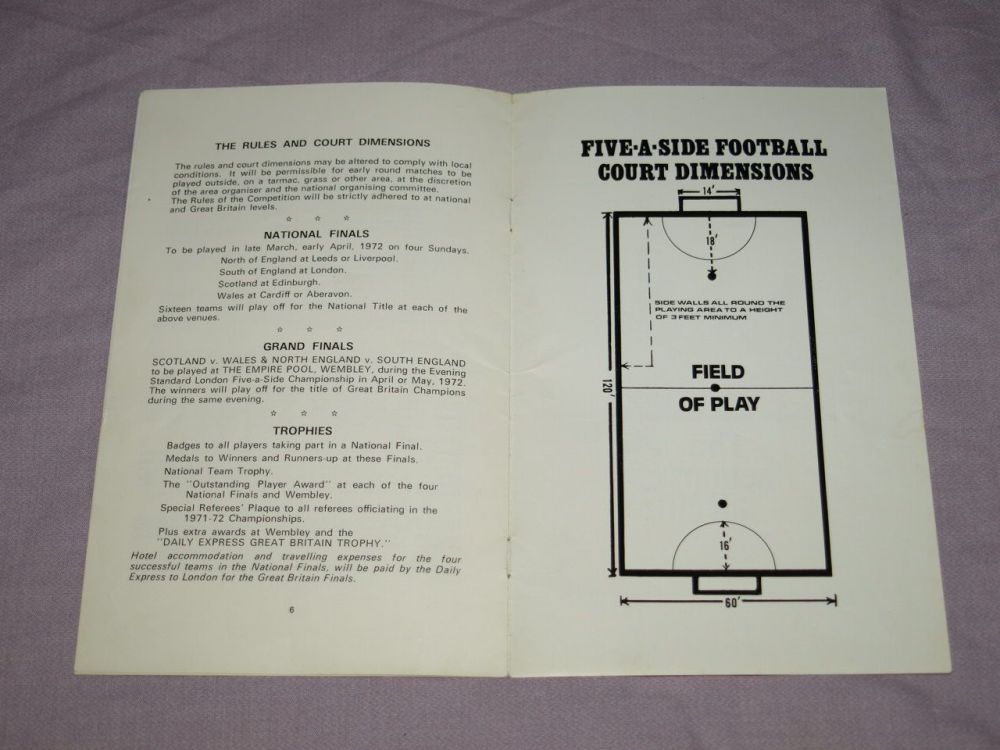 THE RULES AND COURT DIMENSIONS
The rules and court dimensions may be altered to comply with local
conditions. It will be permissible for early round matches to be
played outside, on a tarmac, grass or other area, at the discretion
of the area organiser and the national organising committee.
The Rules of the Competition will be strictly adhered to at national
and Great Britain levels.
☆ ☆ ☆
NATIONAL FINALS
To be played in late March, early April, 1972 on four Sundays.
North of England at Leeds or Liverpool.
South of England at London.
Scotland at Edinburgh.
Wales at Cardiff or Aberavon.
Sixteen teams will play off for the National Title at each of the
above venues.
☆ ☆ ☆
GRAND FINALS
SCOTLAND v. WALES & NORTH ENGLAND v. SOUTH ENGLAND
to be played at THE EMPIRE POOL, WEMBLEY, during the Evening
Standard London Five-a-Side Championship in April or May, 1972.
The winners will play off for the title of Great Britain Champions
during the same evening.
☆ ☆ ☆
TROPHIES
Badges to all players taking part in a National Final.
Medals to Winners and Runners-up at these Finals.
National Team Trophy.
The "Outstanding Player Award" at each of the four
National Finals and Wembley.
Special Referees' Plaque to all referees officiating in the
1971-72 Championships.
Plus extra awards at Wembley and the
"DAILY EXPRESS GREAT BRITAIN TROPHY."
Hotel accommodation and travelling expenses for the four
successful teams in the National Finals, will be paid by the Daily
Express to London for the Great Britain Finals.
6
FIVE-A-SIDE FOOTBALL
COURT DIMENSIONS
14'
18'
SIDE WALLS ALL ROUND THE
PLAYING AREA TO A HEIGHT
OF 3 FEET MINIMUM
120'
FIELD
OF PLAY
16'
60'